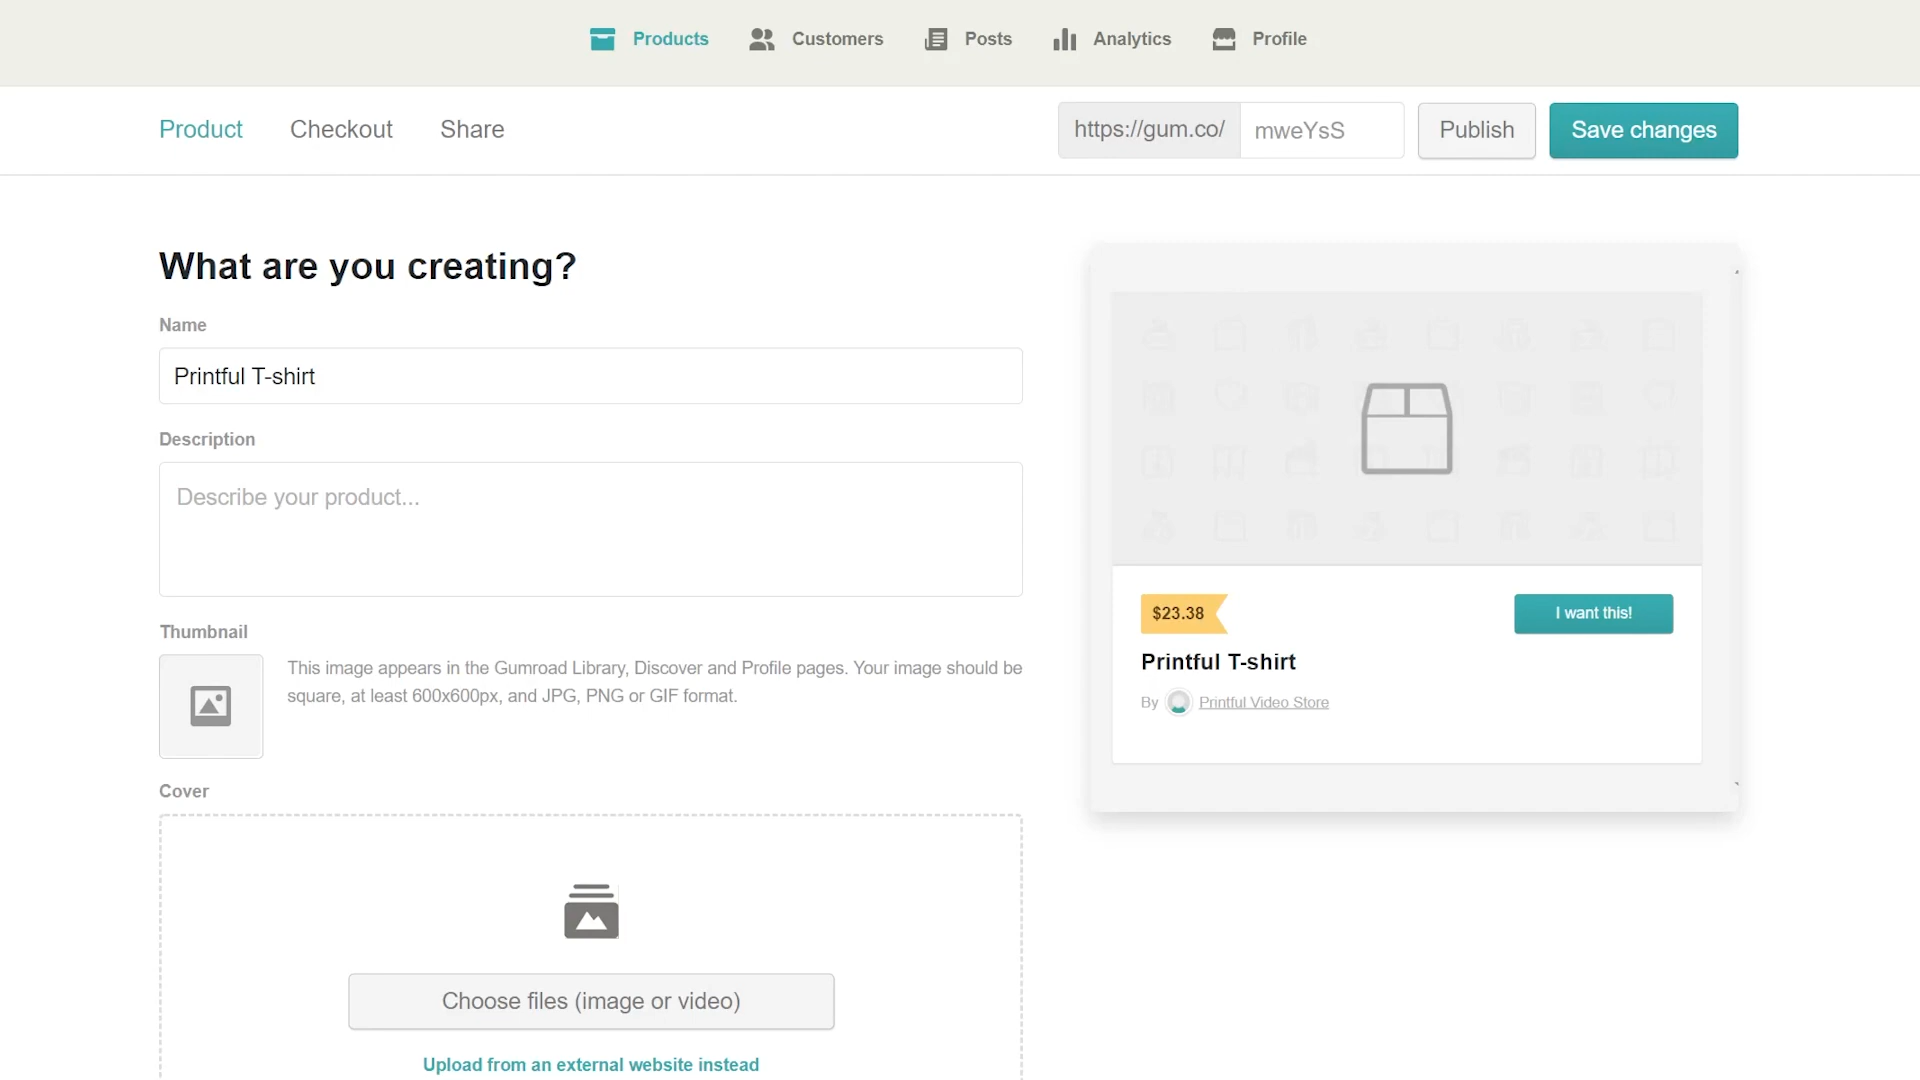 Products
Customers
Posts
Analytics
Profile
Product
Checkout
Share
https://gum.co/
mweYsS
Publish
Save changes
What are you creating?
Name
Printful T-shirt
Description
Describe your product...
Thumbnail
This image appears in the Gumroad Library, Discover and Profile pages. Your image should be
square, at least 600x600px, and JPG, PNG or GIF format.
Cover
Choose files (image or video)
Upload from an external website instead
$23.38
I want this!
Printful T-shirt
By Printful Video Store